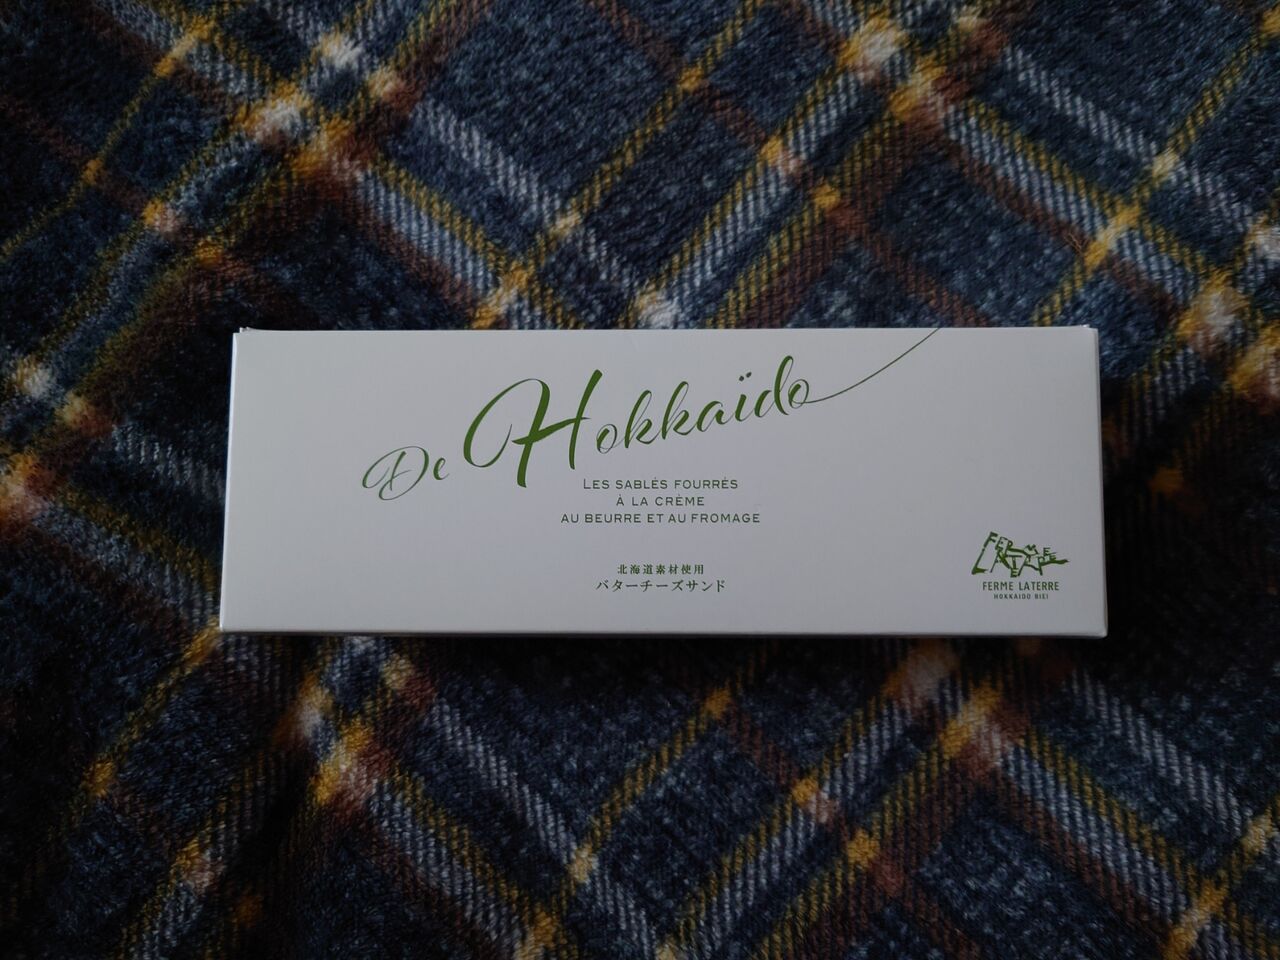 De Hokkaïdo
LES SABLÉS FOURRÉS
À LA CRÈME
AU BEURRE ET AU FROMAGE
北海道素材使用
バターチーズサンド
FERME LATERRE
FERME LATERRE
HOKKAIDO BIEI